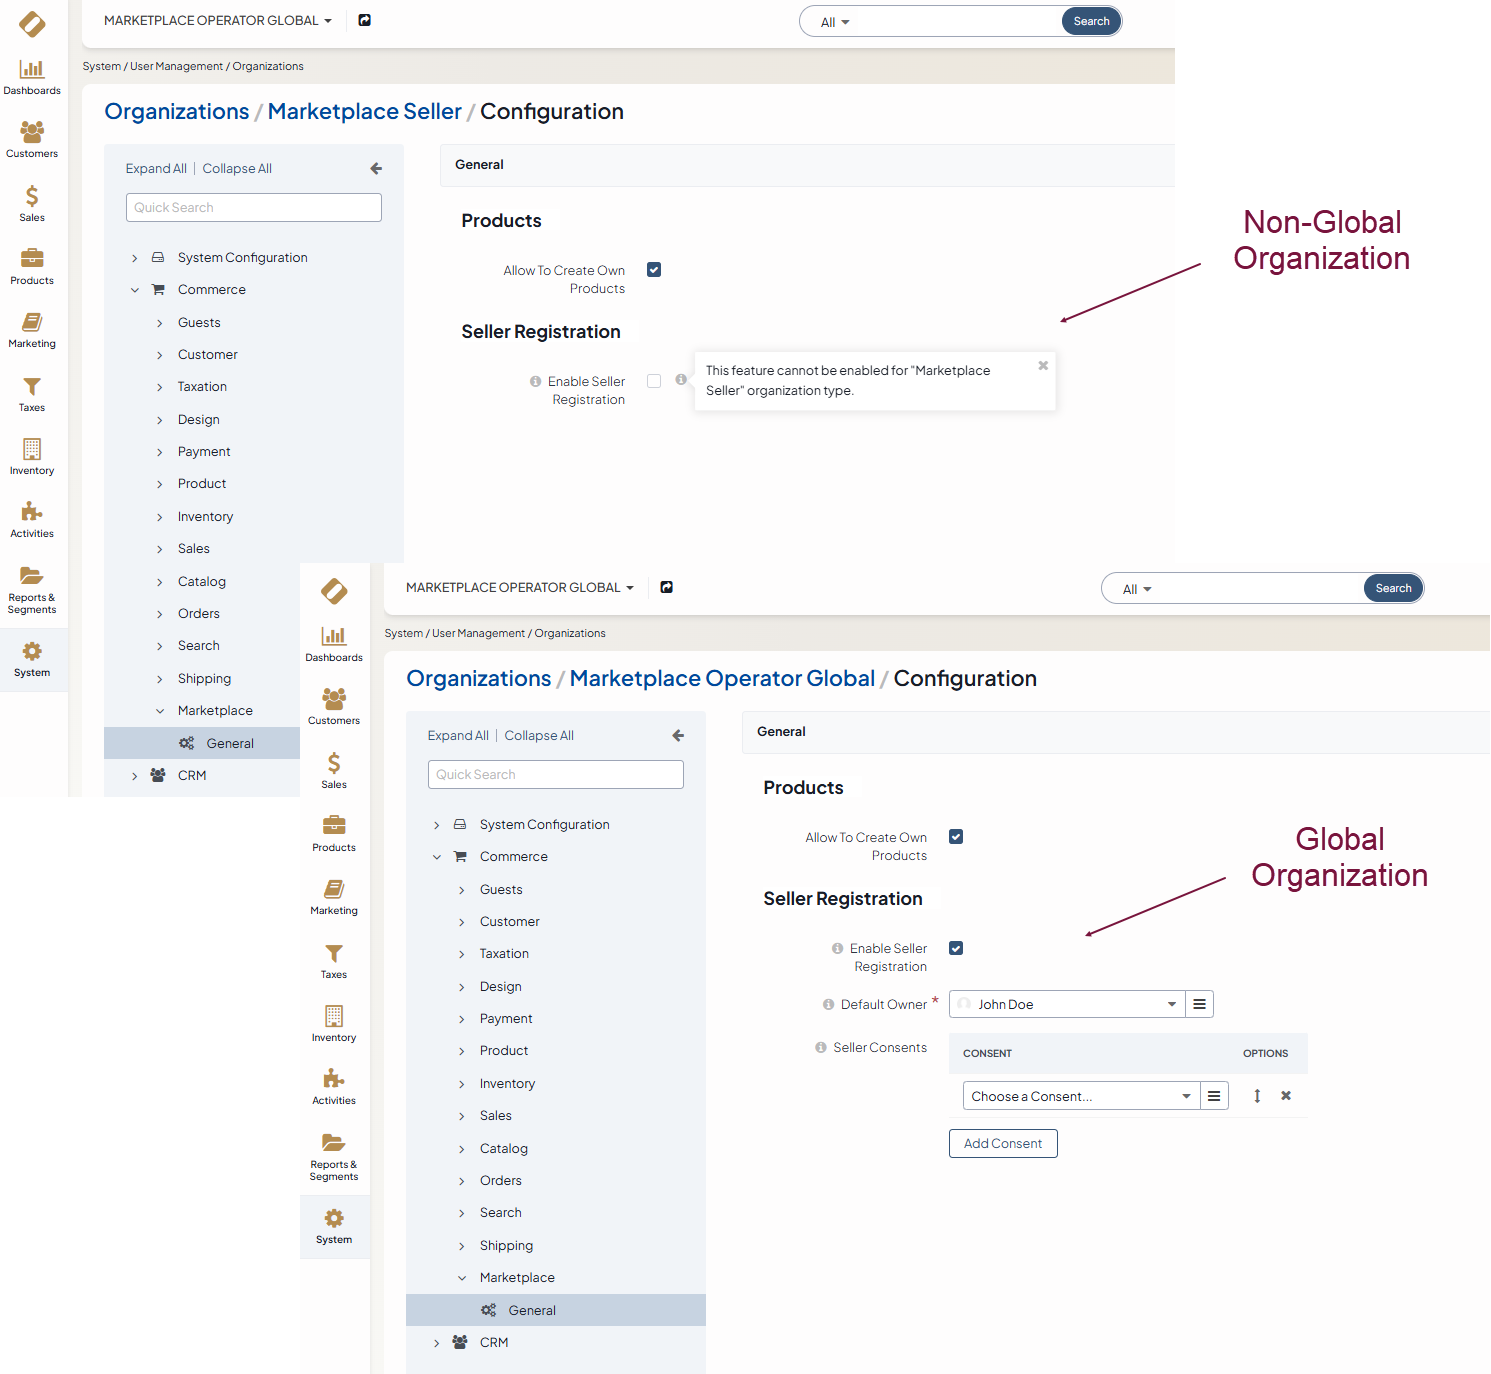 MARKETPLACE OPERATOR GLOBAL
All
Search
System / User Management / Organizations
Organizations / Marketplace Seller / Configuration
Dashboards
Customers
Sales
Products
Marketing
Taxes
Inventory
Activities
Reports &
Segments
System
Expand All | Collapse All
Quick Search
System Configuration
Commerce
Guests
Customer
Taxation
Design
Payment
Product
Inventory
Sales
Catalog
Orders
Search
Shipping
Marketplace
General
CRM
General
Products
Allow To Create Own
Products
Seller Registration
Enable Seller
Registration
This feature cannot be enabled for "Marketplace
Seller" organization type.
Non-Global
Organization
MARKETPLACE OPERATOR GLOBAL
All
Search
System / User Management / Organizations
Organizations / Marketplace Operator Global / Configuration
Dashboards
Customers
Sales
Products
Marketing
Taxes
Inventory
Activities
Reports &
Segments
System
Expand All | Collapse All
Quick Search
System Configuration
Commerce
Guests
Customer
Taxation
Design
Payment
Product
Inventory
Sales
Catalog
Orders
Search
Shipping
Marketplace
General
CRM
General
Products
Allow To Create Own
Products
Seller Registration
Enable Seller
Registration
Default Owner *
John Doe
Seller Consents
CONSENT OPTIONS
Choose a Consent...
Add Consent
Global
Organization